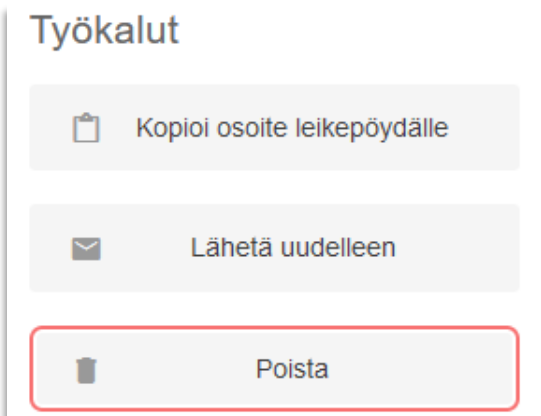 Työkalut
Kopioi osoite leikepöydälle
Lähetä uudelleen
Poista